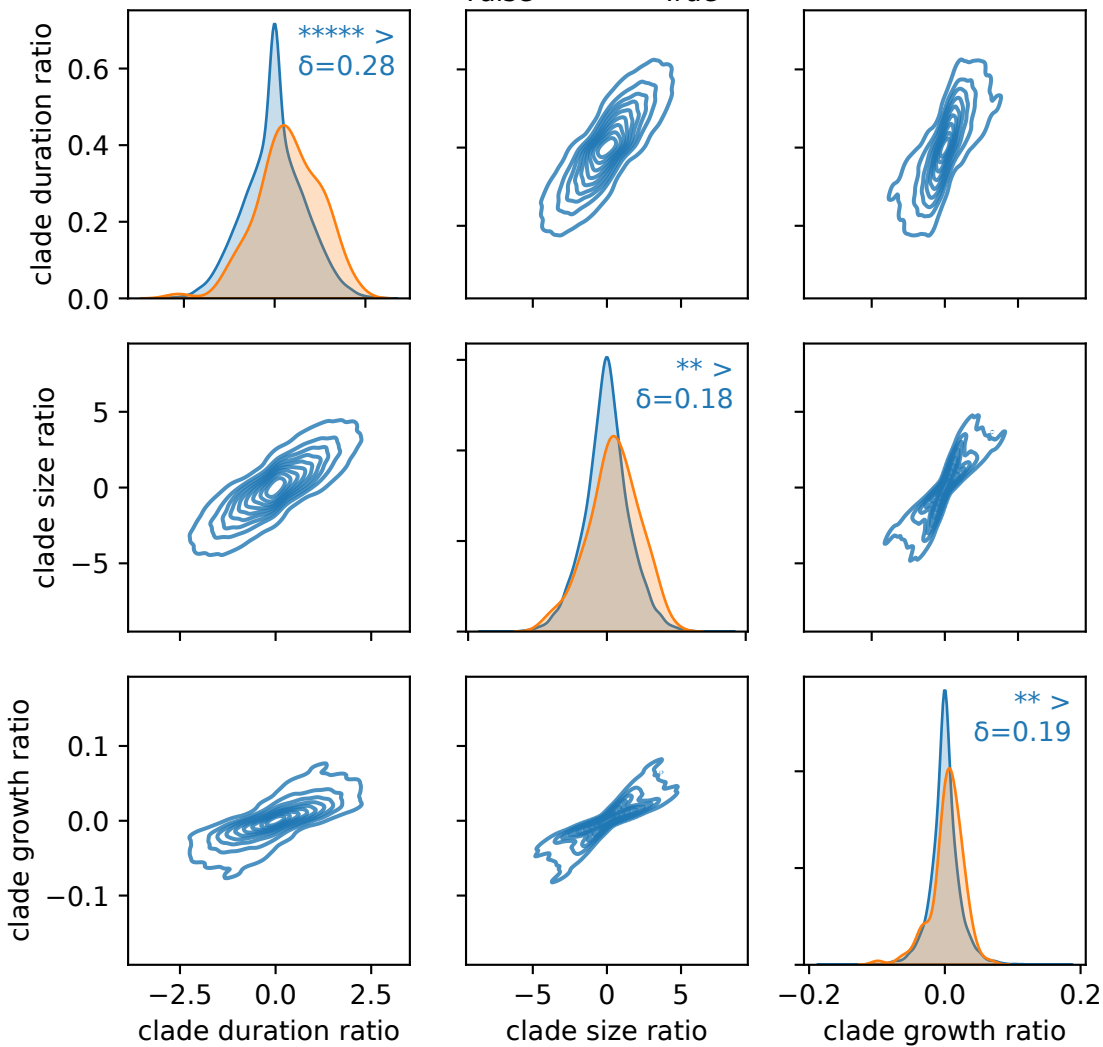 clade duration ratio
0.6
0.4
0.2
0.0
***** >
δ=0.28
clade size ratio
5
0
−5
** >
δ=0.18
clade growth ratio
0.1
0.0
−0.1
** >
δ=0.19
−2.5 0.0 2.5
−5 0 5
−0.2 0.0 0.2
clade duration ratio
clade size ratio
clade growth ratio